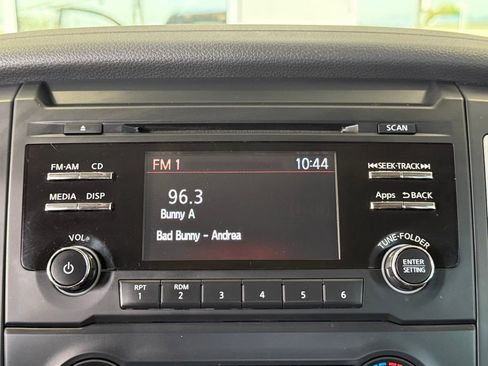 SCAN
FM·AM CD
MEDIA DISP
FM 1 10:44
96.3
Bunny A
Bad Bunny - Andrea
SEEK·TRACK
Apps BACK
VOL
TUNE·FOLDER
ENTER
SETTING
RPT RDM
1 2 3 4 5 6